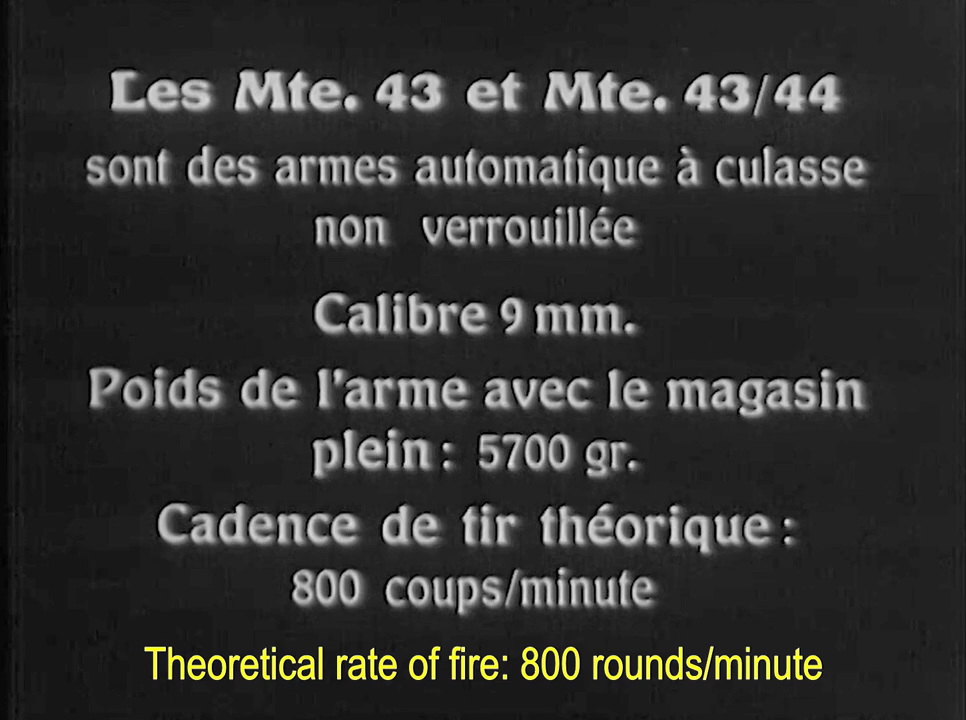 Les Mte. 43 et Mte. 43/44
sont des armes automatique à culasse
non verrouillée
Calibre 9 mm.
Poids de l'arme avec le magasin
plein : 5700 gr.
Cadence de tir théorique :
800 coups/minute
Theoretical rate of fire: 800 rounds/minute